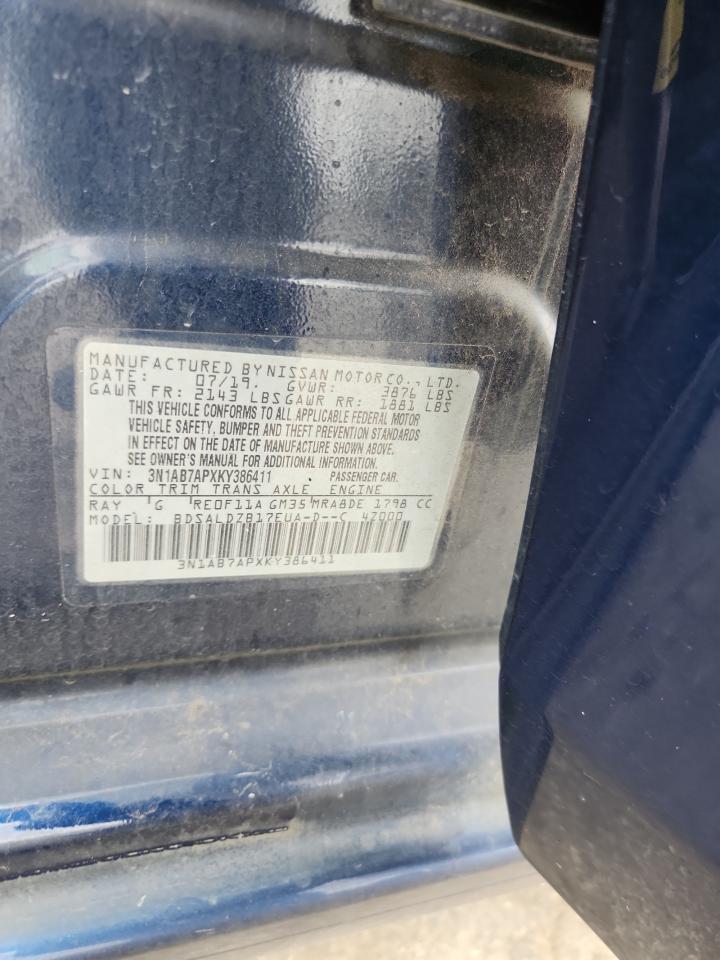 MANUFACTURED BY NISSAN MOTOR CO., LTD.
DATE: 07/19. GVWR: 3876 LBS
GAWR FR: 2143 LBS GAWR RR: 1881 LBS
THIS VEHICLE CONFORMS TO ALL APPLICABLE FEDERAL MOTOR
VEHICLE SAFETY, BUMPER AND THEFT PREVENTION STANDARDS
IN EFFECT ON THE DATE OF MANUFACTURE SHOWN ABOVE.
SEE OWNER'S MANUAL FOR ADDITIONAL INFORMATION.
VIN: 3N1AB7APXKY386411 PASSENGER CAR.
COLOR TRIM TRANS AXLE ENGINE
RAY G RE0F11A GM35 MRA8DE 1798 CC
MODEL: BDSALDZB17EUA-D--C 42000
3N1AB7APXKY386411